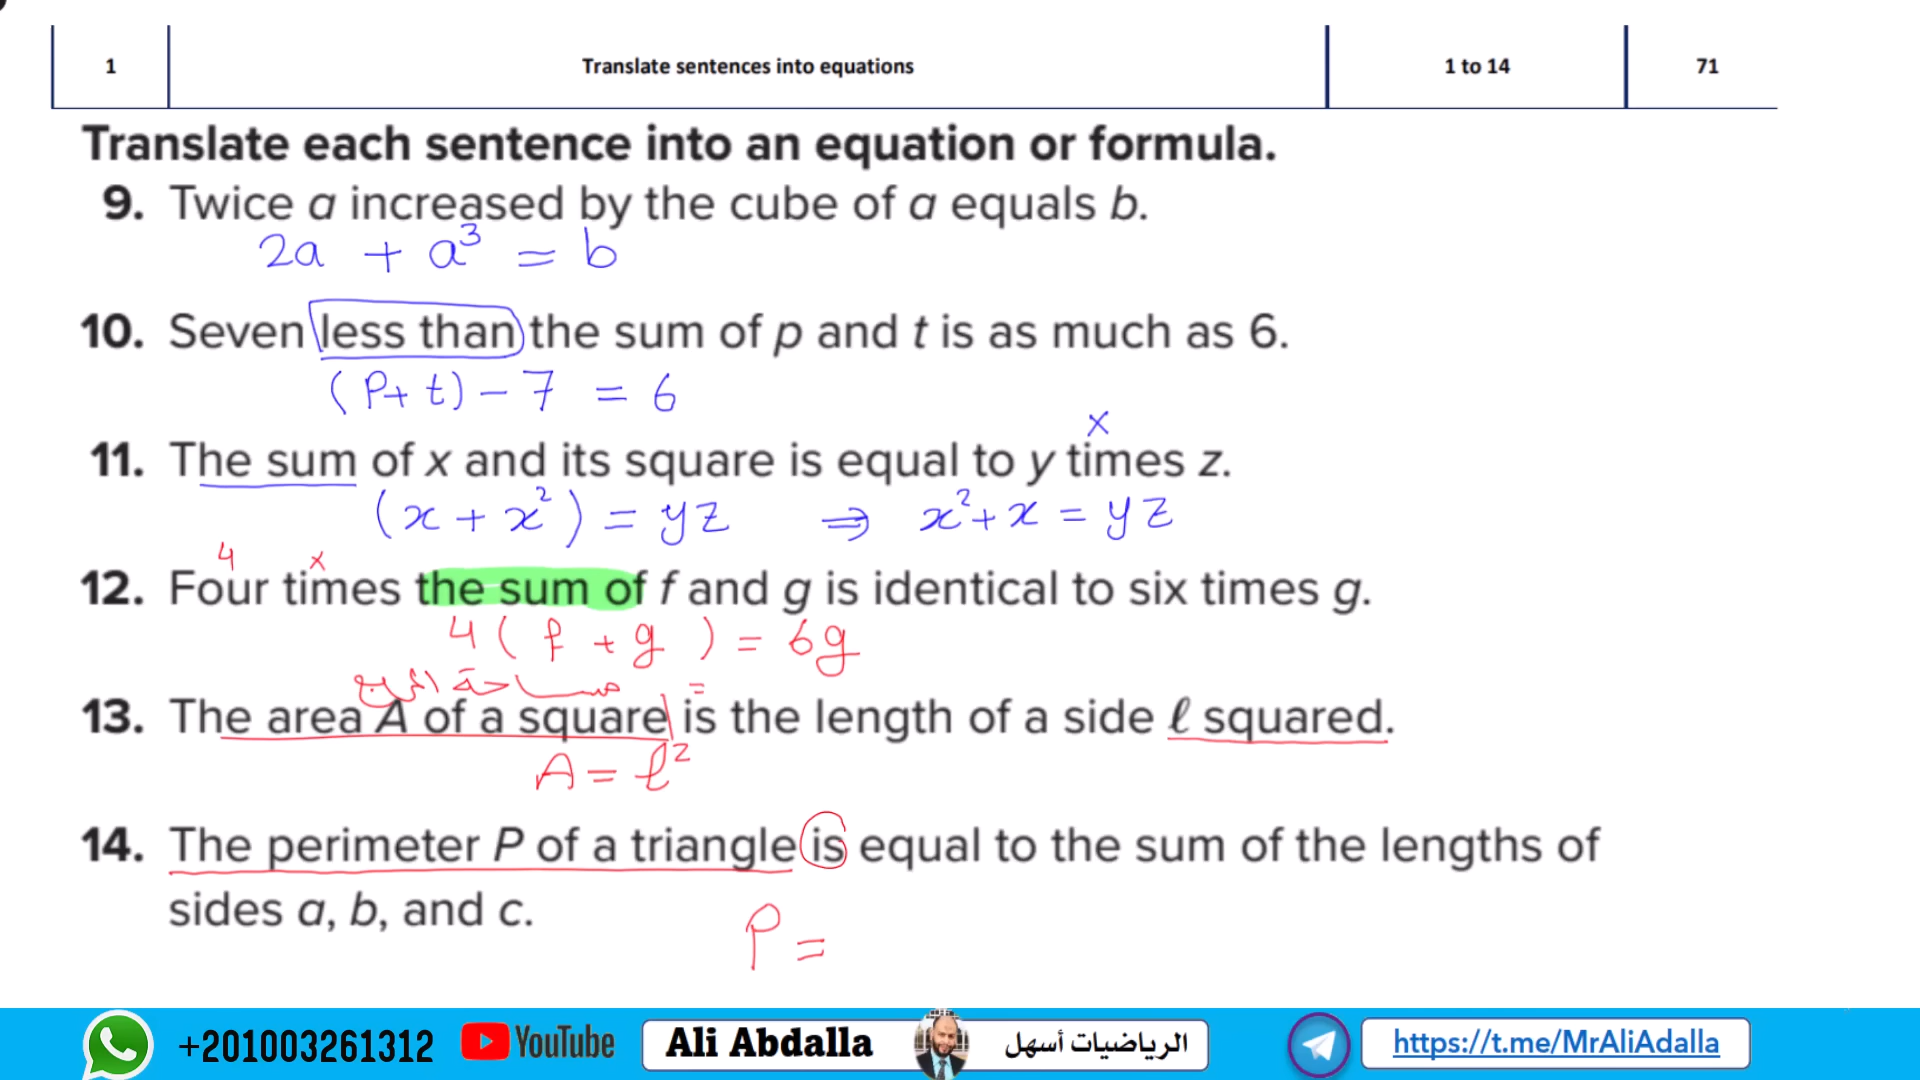 1 Translate sentences into equations 1 to 14 71
Translate each sentence into an equation or formula.
9. Twice a increased by the cube of a equals b.
2a + a³ = b
10. Seven less than the sum of p and t is as much as 6.
(P+ t) - 7 = 6
x
11. The sum of x and its square is equal to y times z.
(x + x²) = yz ⇒ x²+x = yz
4 x
12. Four times the sum of f and g is identical to six times g.
4 ( f + g ) = 6g
مساحة المربع =
13. The area A of a square is the length of a side ℓ squared.
A = ℓ²
14. The perimeter P of a triangle is equal to the sum of the lengths of
sides a, b, and c.
P =
+201003261312 YouTube Ali Abdalla الرياضيات أسهل https://t.me/MrAliAdalla